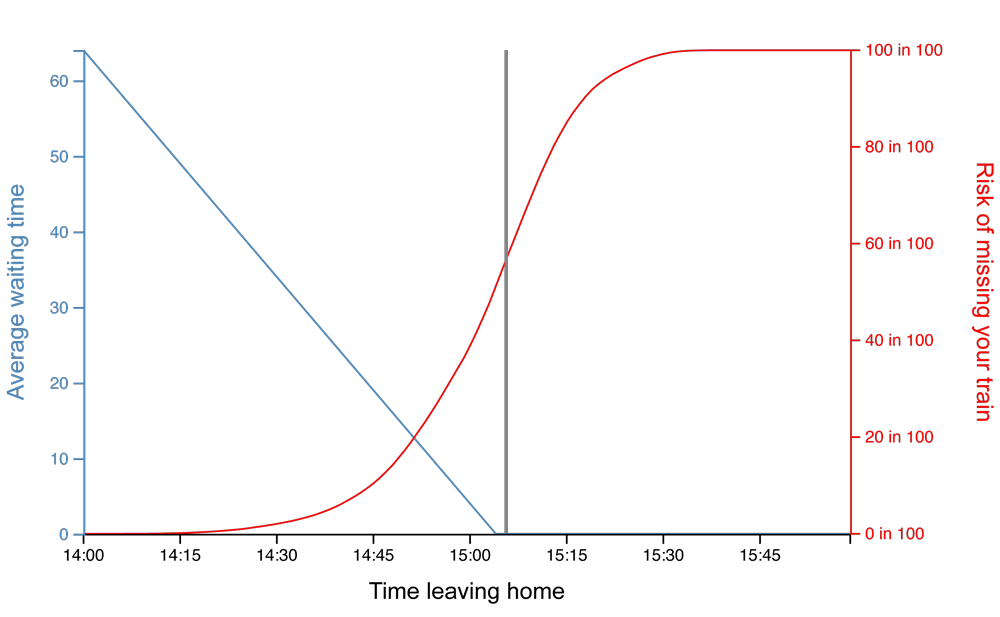 Average waiting time
60
50
40
30
20
10
0
100 in 100
80 in 100
60 in 100
40 in 100
20 in 100
0 in 100
Risk of missing your train
14:00 14:15 14:30 14:45 15:00 15:15 15:30 15:45
Time leaving home